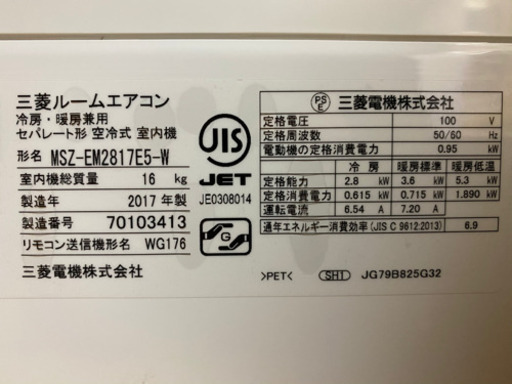 三菱ルームエアコン
冷房・暖房兼用
セパレート形 空冷式 室内機
形名 MSZ-EM2817E5-W
室内機総質量 16 kg
製造年 2017 年製
製造番号 70103413
リモコン送信機形名 WG176
三菱電機株式会社
JIS
JET
JE0308014
G
PS E 三菱電機株式会社
定格電圧 100 V
定格周波数 50/60 Hz
電動機の定格消費電力 0.95 kW
冷房 暖房標準 暖房低温
定格能力 2.8 kW 3.6 kW 5.3 kW
定格消費電力 0.615 kW 0.715 kW 1.890 kW
運転電流 6.54 A 7.20 A
通年エネルギー消費効率 (JIS C 9612:2013) 6.9
>PET< SH1 JG79B825G32